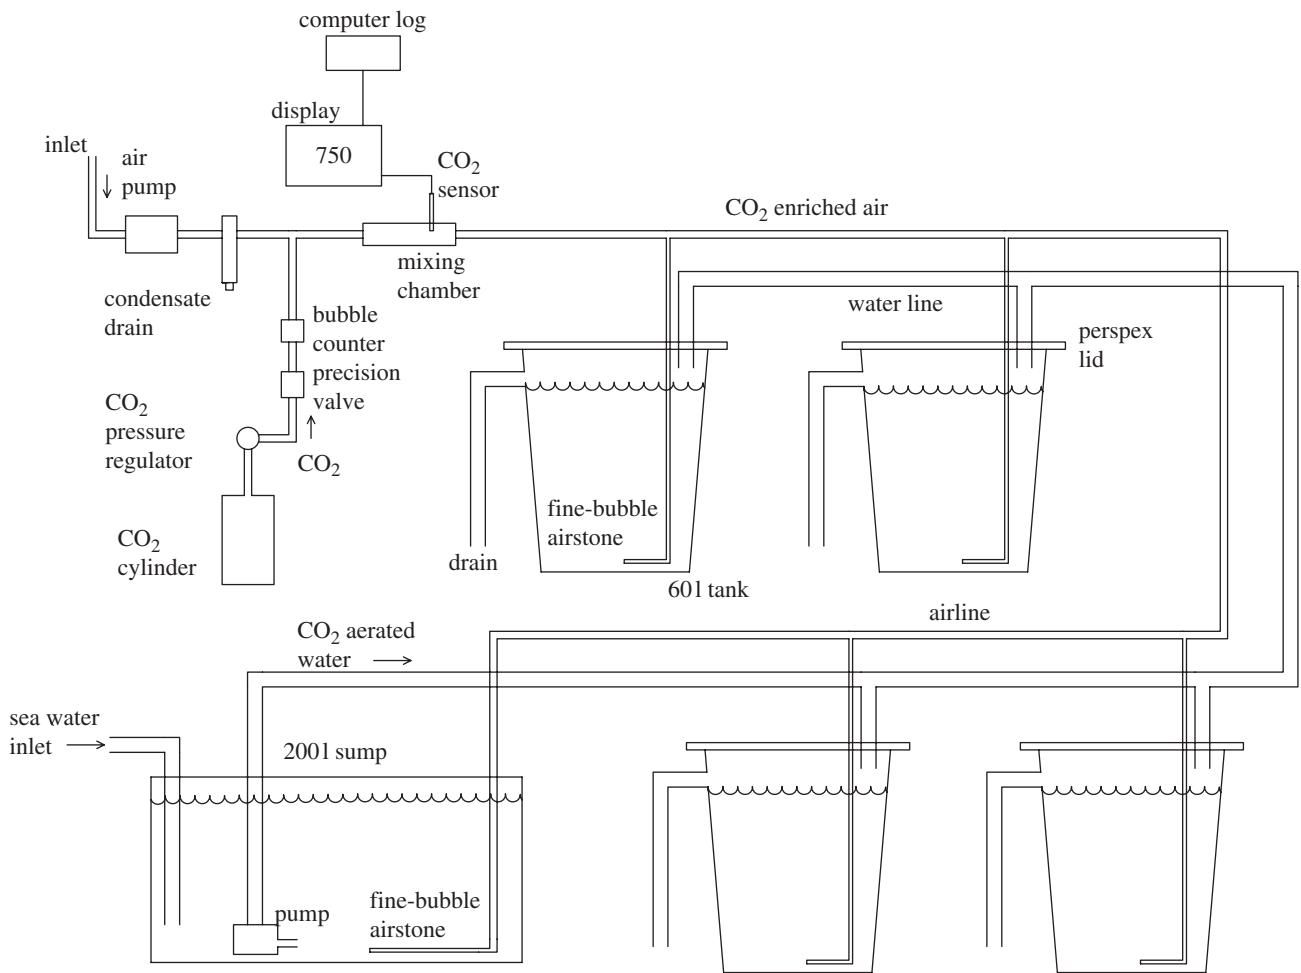 computer log
display
750
inlet
air
pump
CO₂
sensor
CO₂ enriched air
mixing
chamber
condensate
drain
bubble
counter
precision
valve
water line
perspex
lid
CO₂
pressure
regulator
CO₂
CO₂
cylinder
fine-bubble
airstone
drain
60 l tank
airline
CO₂ aerated
water
sea water
inlet
200 l sump
pump
fine-bubble
airstone